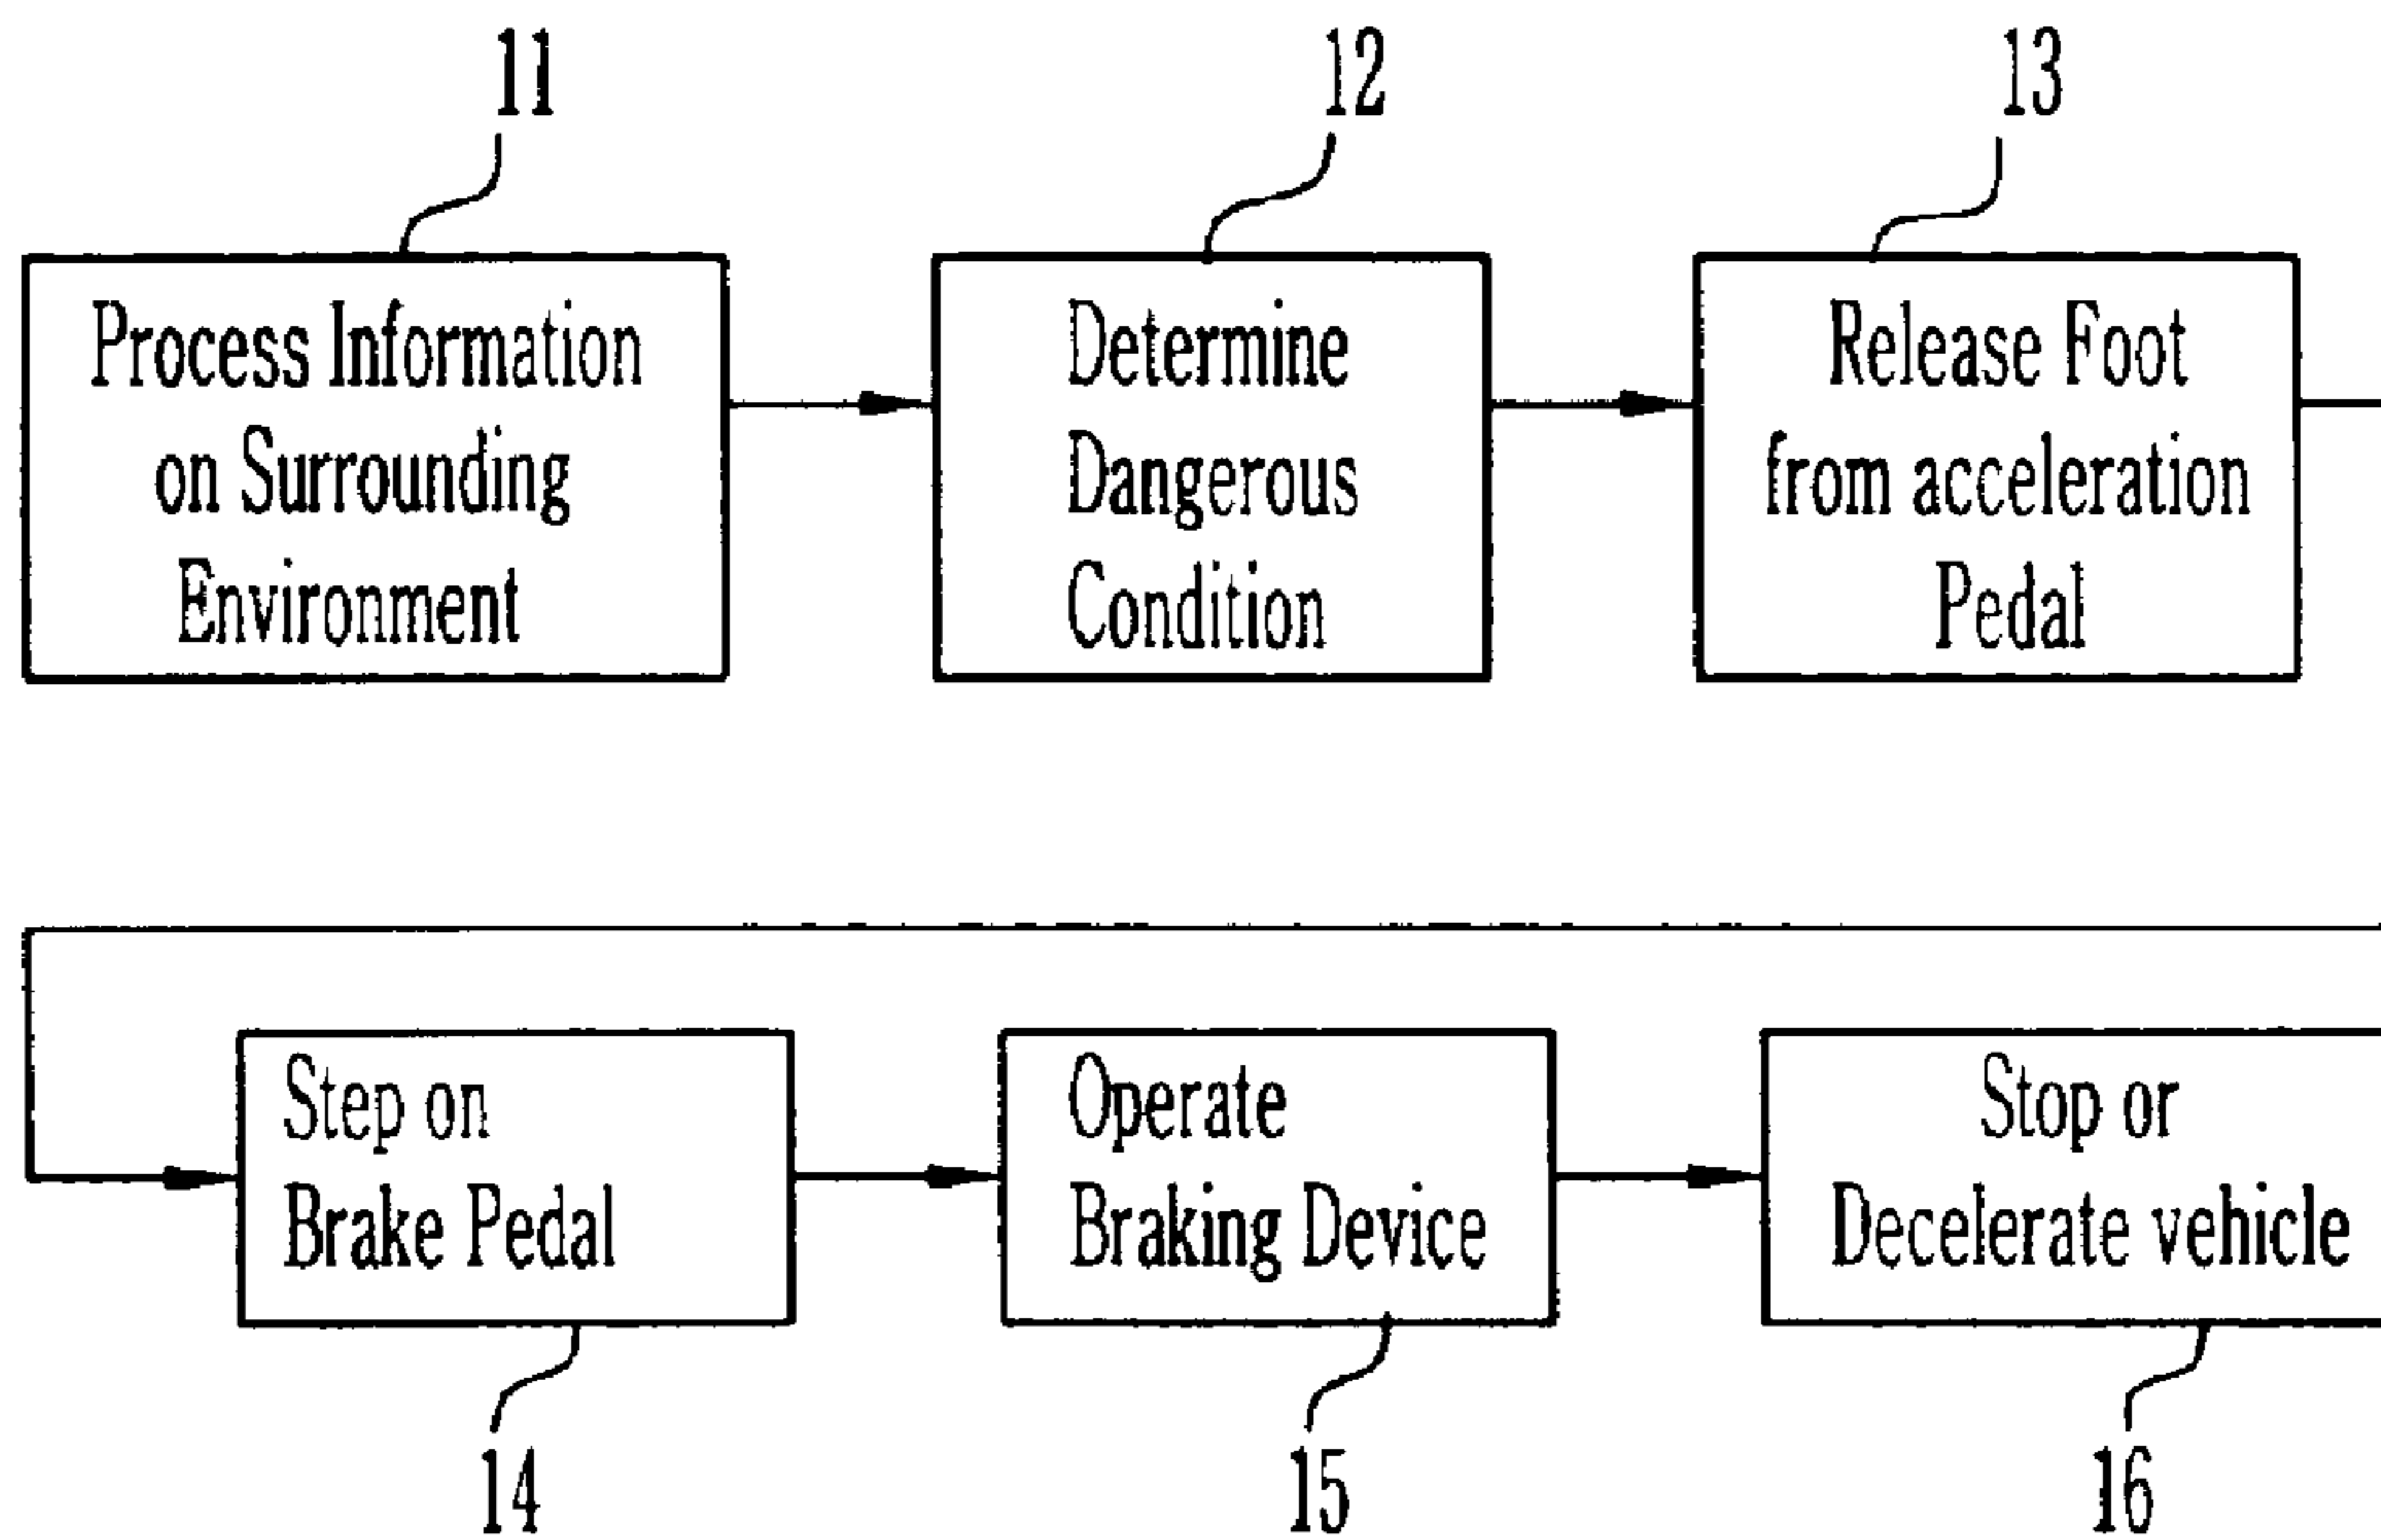 11
12
13
Process Information
on Surrounding
Environment
Determine
Dangerous
Condition
Release Foot
from acceleration
Pedal
Step on
Brake Pedal
Operate
Braking Device
Stop or
Decelerate vehicle
14
15
16